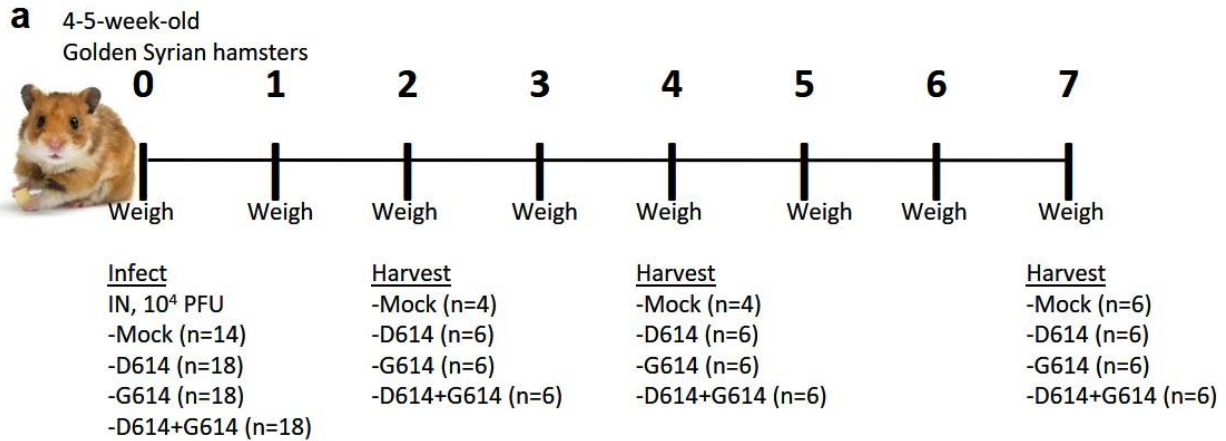 a
4-5-week-old
Golden Syrian hamsters
0 1 2 3 4 5 6 7
Weigh Weigh Weigh Weigh Weigh Weigh Weigh Weigh
Infect
IN, 10⁴ PFU
-Mock (n=14)
-D614 (n=18)
-G614 (n=18)
-D614+G614 (n=18)
Harvest
-Mock (n=4)
-D614 (n=6)
-G614 (n=6)
-D614+G614 (n=6)
Harvest
-Mock (n=4)
-D614 (n=6)
-G614 (n=6)
-D614+G614 (n=6)
Harvest
-Mock (n=6)
-D614 (n=6)
-G614 (n=6)
-D614+G614 (n=6)